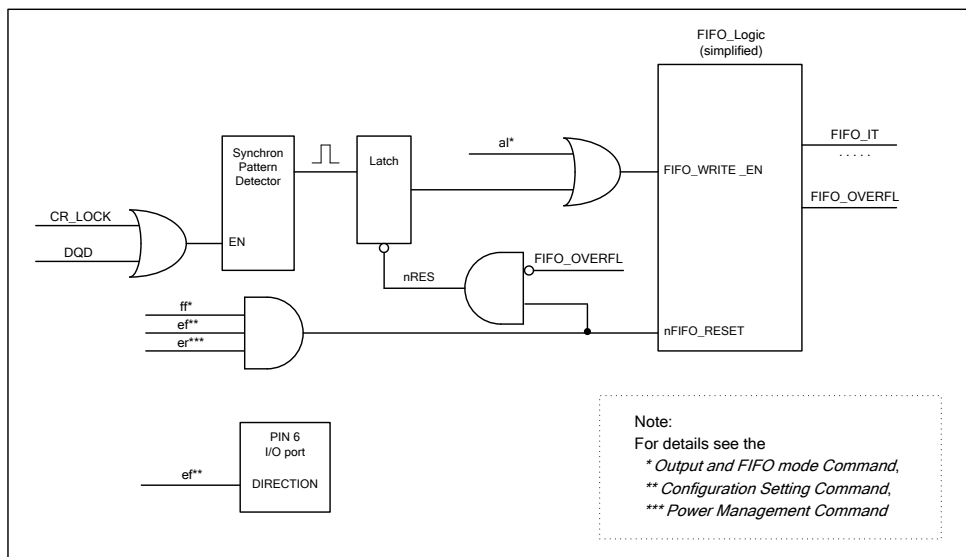 FIFO_Logic
(simplified)
Synchron
Pattern
Detector
EN
Latch
al*
FIFO_WRITE _EN
FIFO_IT
. . . . .
FIFO_OVERFL
CR_LOCK
DQD
nRES
FIFO_OVERFL
ff*
ef**
er***
nFIFO_RESET
PIN 6
I/O port
ef**
DIRECTION
Note:
For details see the
* Output and FIFO mode Command,
** Configuration Setting Command,
*** Power Management Command